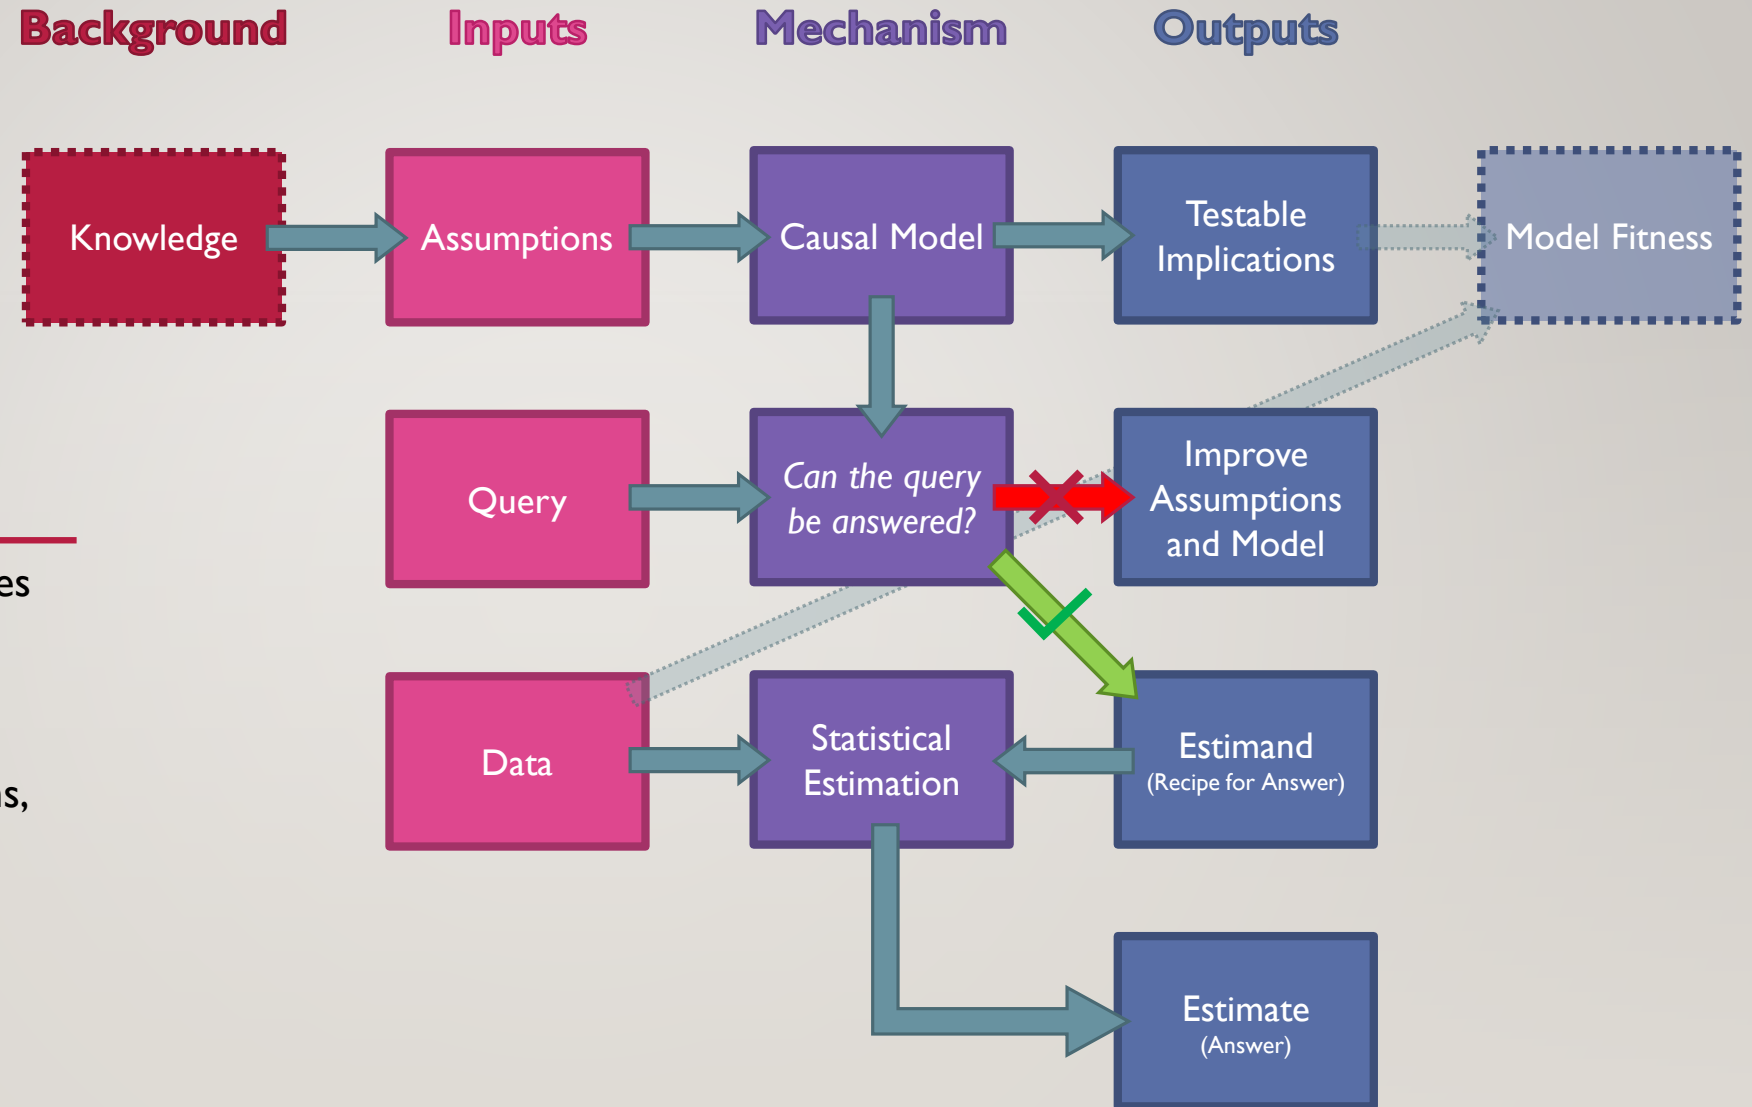 Background
Inputs
Mechanism
Outputs
Knowledge
Assumptions
Causal Model
Testable
Implications
Model Fitness
Query
Can the query
be answered?
Improve
Assumptions
and Model
Data
Statistical
Estimation
Estimand
(Recipe for Answer)
Estimate
(Answer)